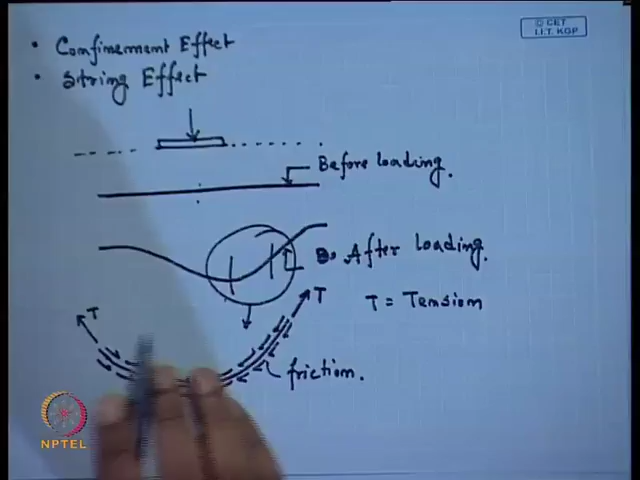 © CET
I.I.T. KGP
• Confinement Effect
• String Effect
Before loading.
After loading.
T
T
T = Tension
friction.
NPTEL